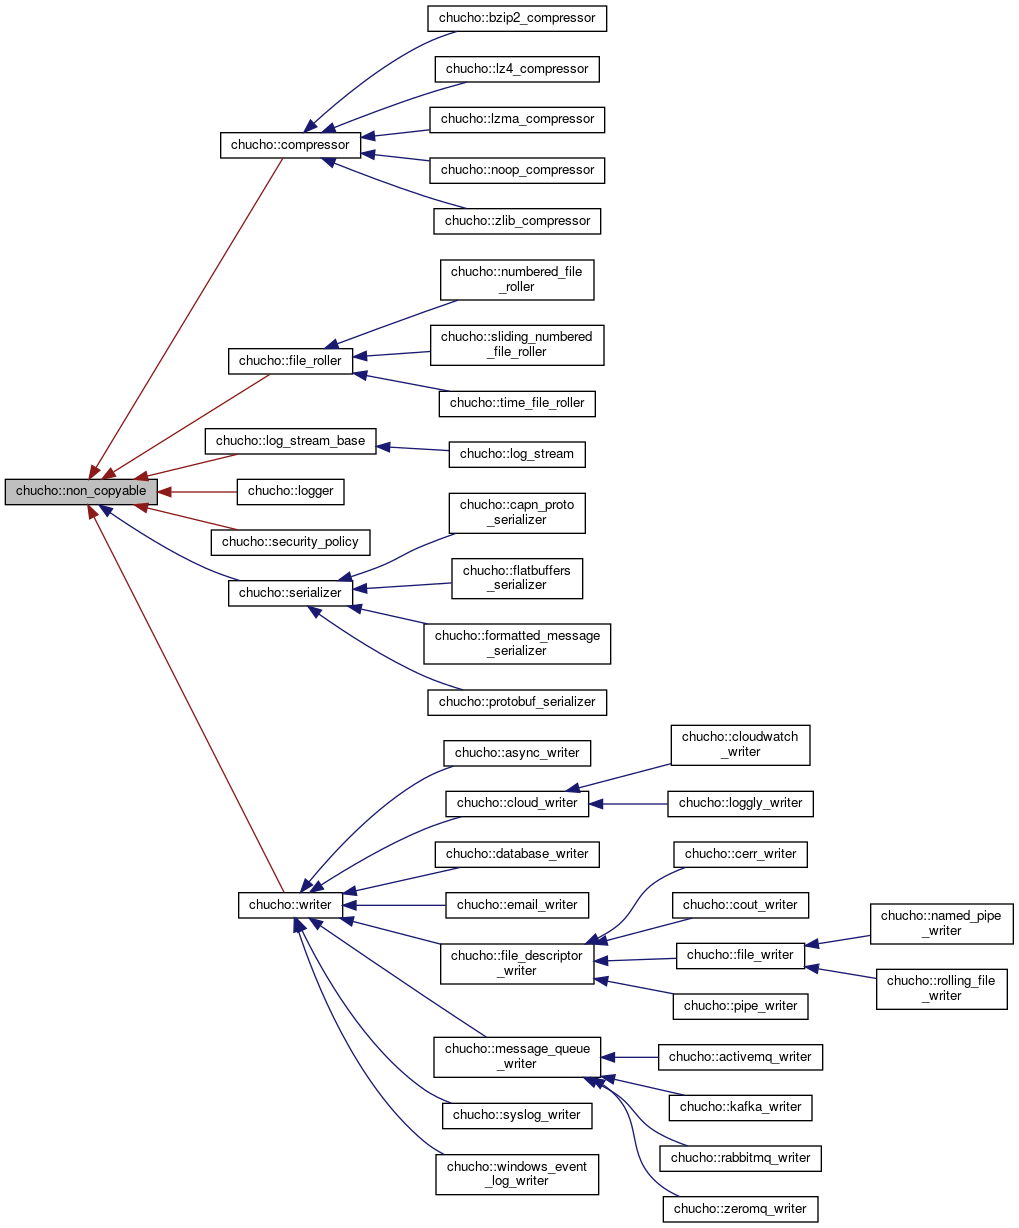 chucho::bzip2_compressor
chucho::lz4_compressor
chucho::lzma_compressor
chucho::compressor
chucho::noop_compressor
chucho::zlib_compressor
chucho::numbered_file
_roller
chucho::sliding_numbered
_file_roller
chucho::file_roller
chucho::time_file_roller
chucho::log_stream_base
chucho::log_stream
chucho::non_copyable
chucho::logger
chucho::capn_proto
_serializer
chucho::security_policy
chucho::flatbuffers
_serializer
chucho::serializer
chucho::formatted_message
_serializer
chucho::protobuf_serializer
chucho::async_writer
chucho::cloudwatch
_writer
chucho::cloud_writer
chucho::loggly_writer
chucho::database_writer
chucho::cerr_writer
chucho::writer
chucho::email_writer
chucho::cout_writer
chucho::named_pipe
_writer
chucho::file_descriptor
_writer
chucho::file_writer
chucho::rolling_file
_writer
chucho::pipe_writer
chucho::message_queue
_writer
chucho::activemq_writer
chucho::syslog_writer
chucho::kafka_writer
chucho::windows_event
_log_writer
chucho::rabbitmq_writer
chucho::zeromq_writer